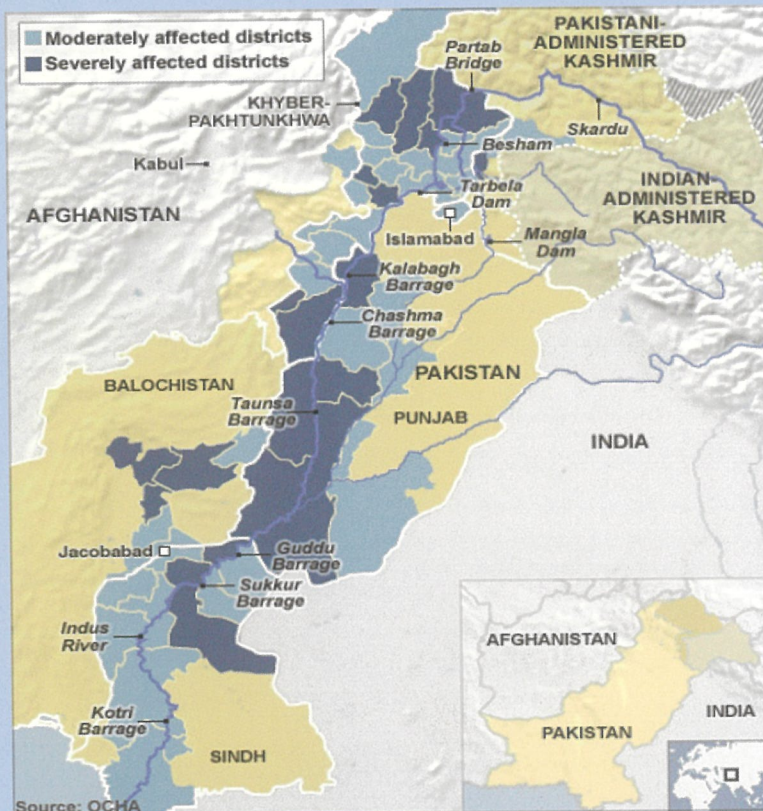 Moderately affected districts
Severely affected districts
PAKISTANI-
ADMINISTERED
KASHMIR
Partab
Bridge
KHYBER-
PAKHTUNKHWA
Skardu
Besham
Kabul
Tarbela
Dam
INDIAN-
ADMINISTERED
KASHMIR
AFGHANISTAN
Islamabad
Mangla
Dam
Kalabagh
Barrage
Chashma
Barrage
BALOCHISTAN
PAKISTAN
Taunsa
Barrage
PUNJAB
INDIA
Jacobabad
Guddu
Barrage
Sukkur
Barrage
Indus
River
AFGHANISTAN
INDIA
Kotri
Barrage
PAKISTAN
SINDH
Source: OCHA